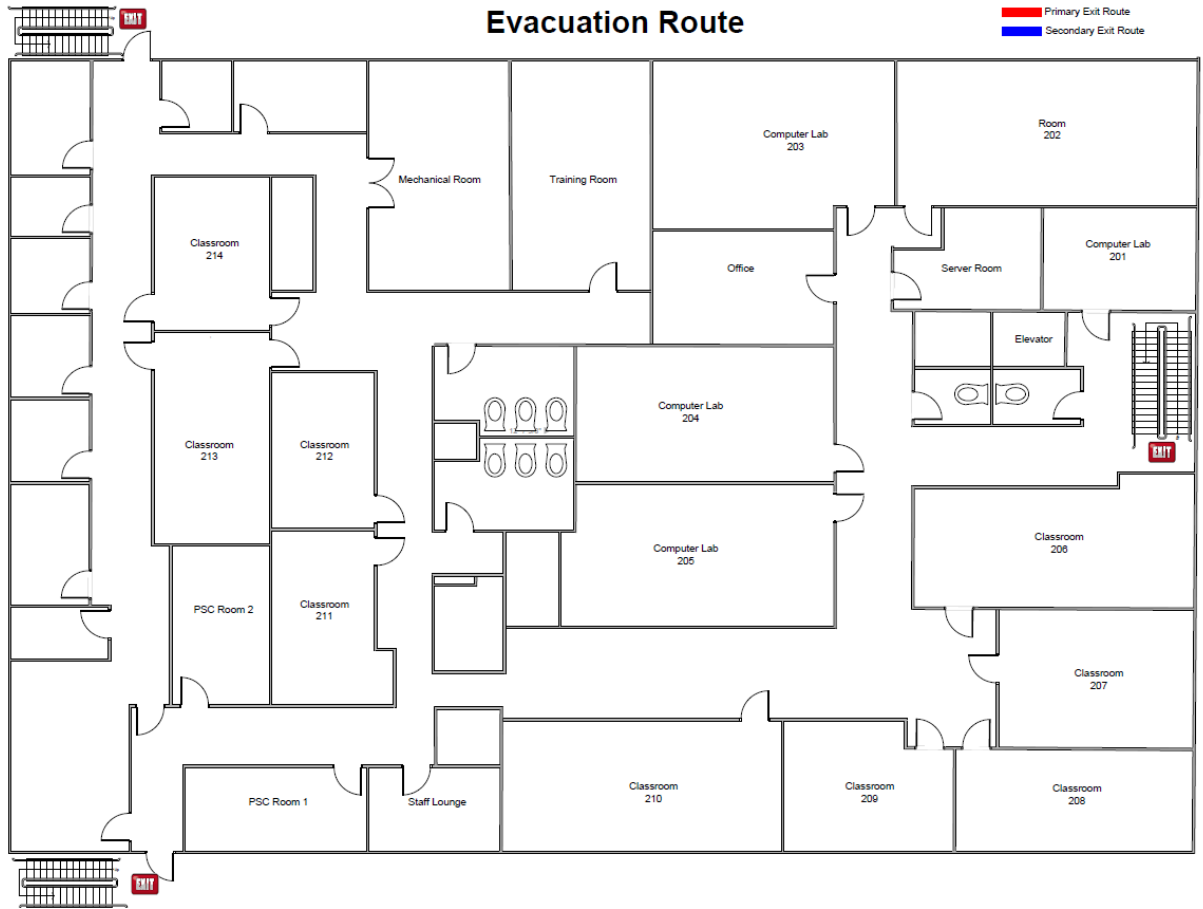 EXIT
Evacuation Route
Primary Exit Route
Secondary Exit Route
Computer Lab
203
Room
202
Mechanical Room
Training Room
Classroom
214
Office
Server Room
Computer Lab
201
Elevator
Computer Lab
204
Classroom
213
Classroom
212
EXIT
Computer Lab
205
Classroom
206
PSC Room 2
Classroom
211
Classroom
207
PSC Room 1
Staff Lounge
Classroom
210
Classroom
209
Classroom
208
EXIT